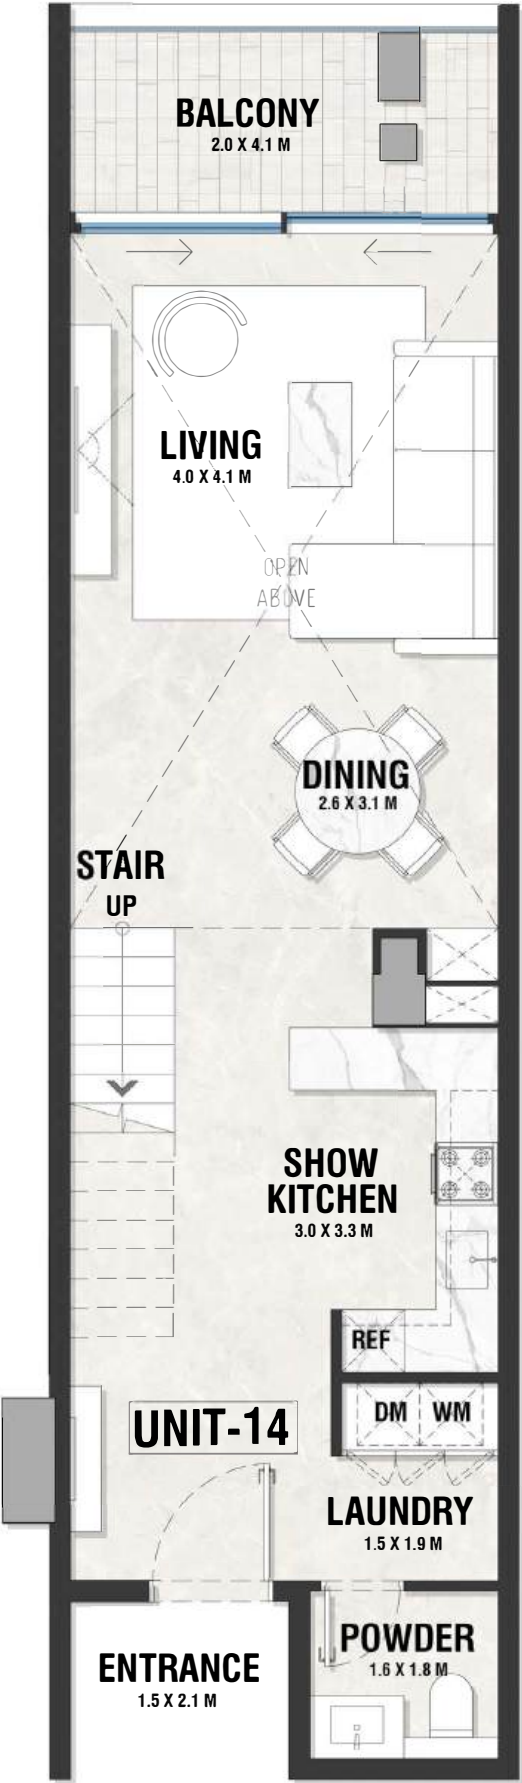 BALCONY
2.0 X 4.1 M
LIVING
4.0 X 4.1 M
OPEN
ABOVE
DINING
2.6 X 3.1 M
STAIR
UP
SHOW
KITCHEN
3.0 X 3.3 M
REF
UNIT-14
DM WM
LAUNDRY
1.5 X 1.9 M
ENTRANCE
1.5 X 2.1 M
POWDER
1.6 X 1.8 M